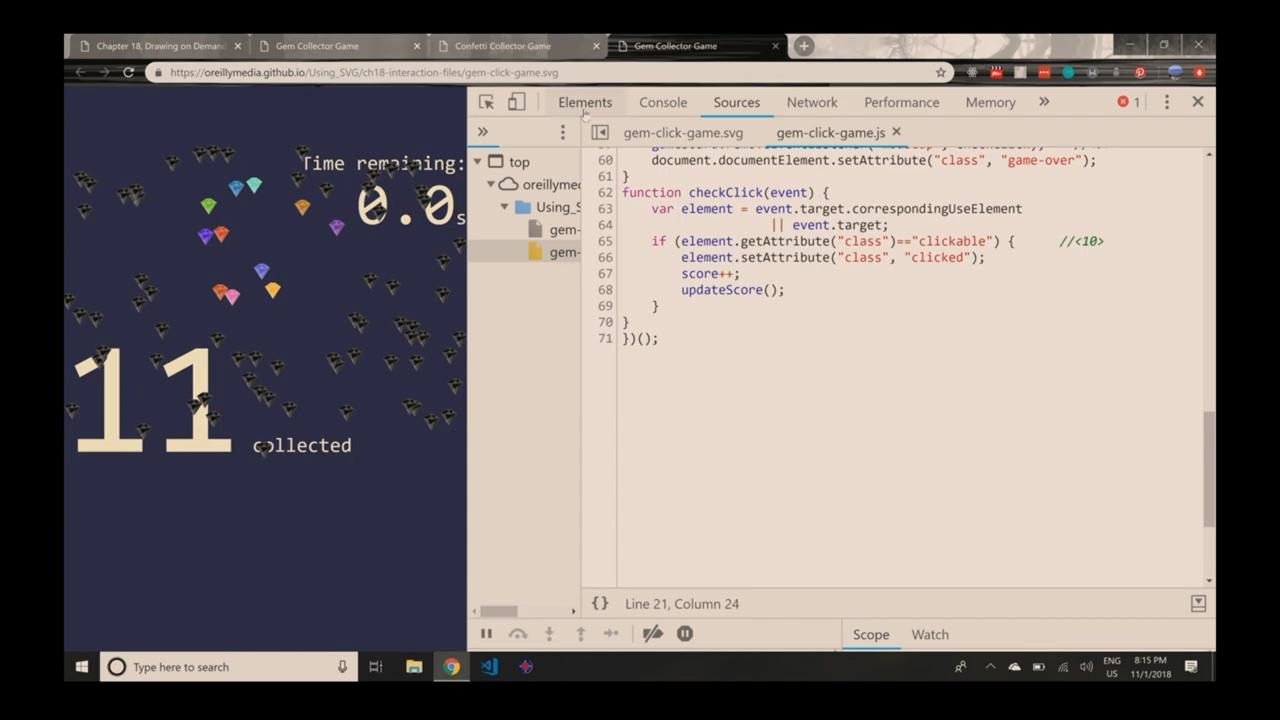 Chapter 18, Drawing on Deman
Gem Collector Game
Confetti Collector Game
Gem Collector Game
https://oreillymedia.github.io/Using_SVG/ch18-interaction-files/gem-click-game.svg
Elements Console Sources Network Performance Memory 1
gem-click-game.svg gem-click-game.js
top
oreillyme
Using_S
gem-
gem-
60 document.documentElement.setAttribute("class", "game-over");
61 }
62 function checkClick(event) {
63 var element = event.target.correspondingUseElement
64 || event.target;
65 if (element.getAttribute("class")=="clickable") { //<10>
66 element.setAttribute("class", "clicked");
67 score++;
68 updateScore();
69 }
70 }
71 })();
Time remaining:
0.0s
11 collected
{} Line 21, Column 24
Scope Watch
Type here to search
ENG
US
8:15 PM
11/1/2018